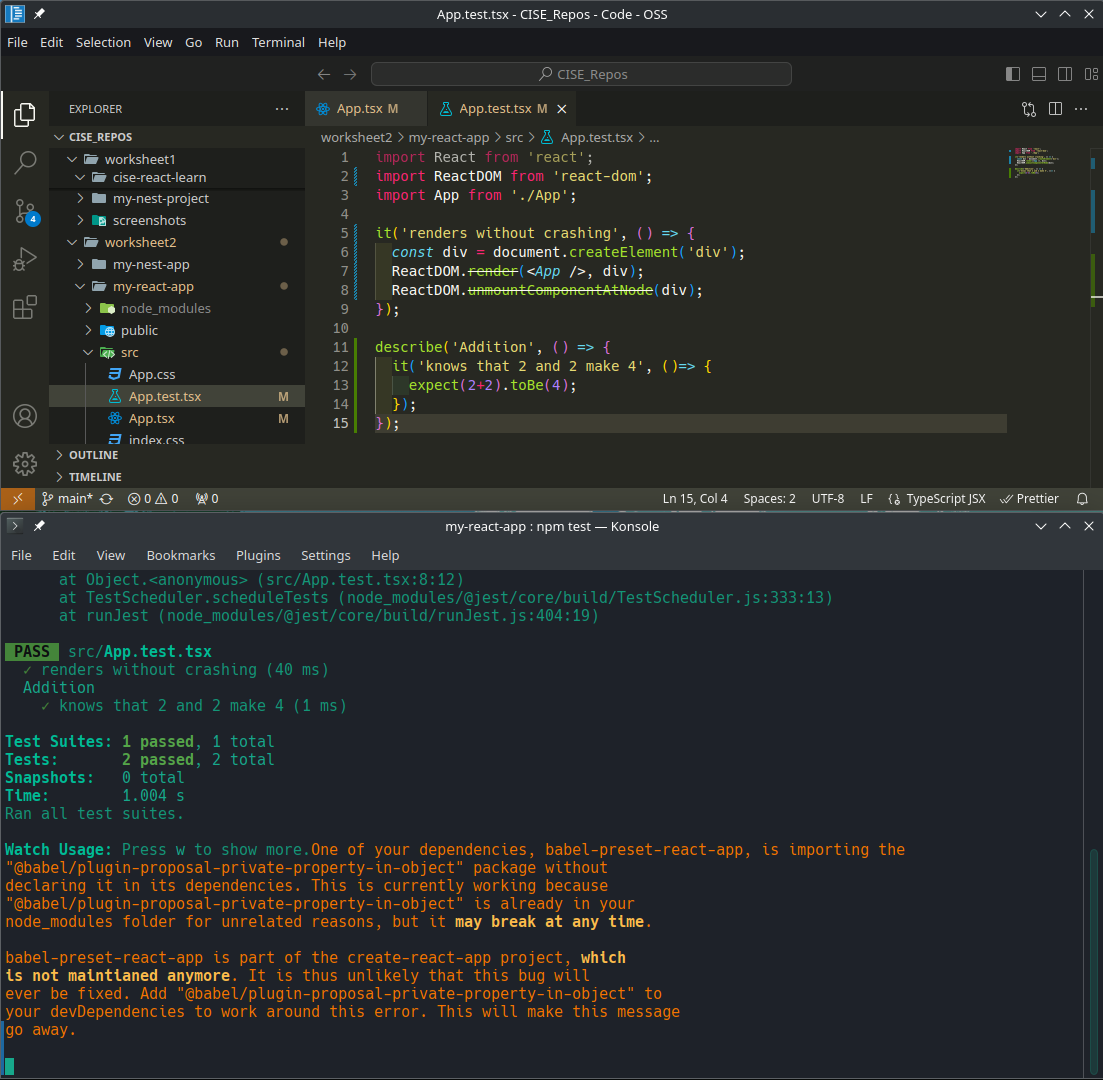 App.test.tsx - CISE_Repos - Code - OSS
File Edit Selection View Go Run Terminal Help
CISE_Repos
EXPLORER
CISE_REPOS
worksheet1
cise-react-learn
my-nest-project
screenshots
worksheet2
my-nest-app
my-react-app
node_modules
public
src
App.css
App.test.tsx M
App.tsx M
index.css
OUTLINE
TIMELINE
4
App.tsx M App.test.tsx M
worksheet2 > my-react-app > src > App.test.tsx > ...
1 import React from 'react';
2 import ReactDOM from 'react-dom';
3 import App from './App';
4
5 it('renders without crashing', () => {
6 const div = document.createElement('div');
7 ReactDOM.render(<App />, div);
8 ReactDOM.unmountComponentAtNode(div);
9 });
10
11 describe('Addition', () => {
12 it('knows that 2 and 2 make 4', ()=> {
13 expect(2+2).toBe(4);
14 });
15 });
main* 0 0 0 Ln 15, Col 4 Spaces: 2 UTF-8 LF TypeScript JSX Prettier
my-react-app : npm test — Konsole
File Edit View Bookmarks Plugins Settings Help
at Object.<anonymous> (src/App.test.tsx:8:12)
at TestScheduler.scheduleTests (node_modules/@jest/core/build/TestScheduler.js:333:13)
at runJest (node_modules/@jest/core/build/runJest.js:404:19)
PASS src/App.test.tsx
✓ renders without crashing (40 ms)
Addition
✓ knows that 2 and 2 make 4 (1 ms)
Test Suites: 1 passed, 1 total
Tests: 2 passed, 2 total
Snapshots: 0 total
Time: 1.004 s
Ran all test suites.
Watch Usage: Press w to show more.One of your dependencies, babel-preset-react-app, is importing the
"@babel/plugin-proposal-private-property-in-object" package without
declaring it in its dependencies. This is currently working because
"@babel/plugin-proposal-private-property-in-object" is already in your
node_modules folder for unrelated reasons, but it may break at any time.
babel-preset-react-app is part of the create-react-app project, which
is not maintianed anymore. It is thus unlikely that this bug will
ever be fixed. Add "@babel/plugin-proposal-private-property-in-object" to
your devDependencies to work around this error. This will make this message
go away.